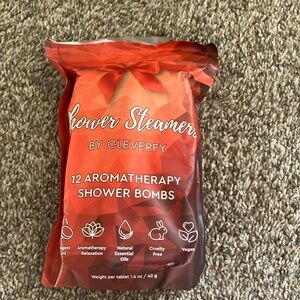 Shower Steamers
BY CLEVERFY
12 AROMATHERAPY
SHOWER BOMBS
Aromatherapy
Relaxation
Natural
Essential
Oils
Cruelty
Free
Vegan
Weight per tablet 1.4 oz / 40 g